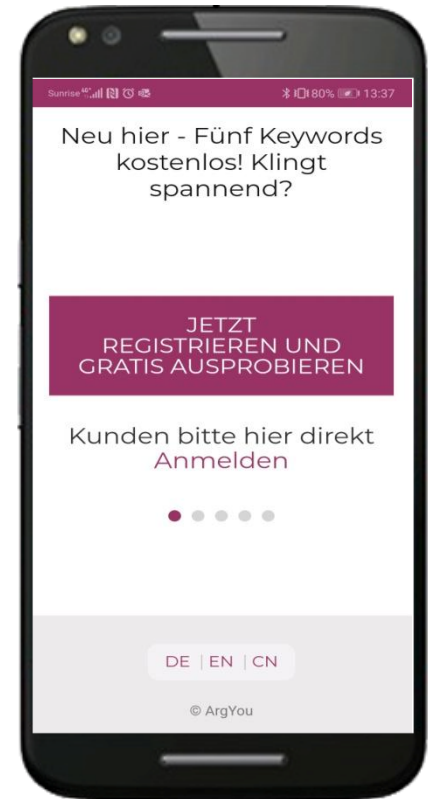 Sunrise 46° 80% 13:37
Neu hier - Fünf Keywords
kostenlos! Klingt
spannend?
JETZT
REGISTRIEREN UND
GRATIS AUSPROBIEREN
Kunden bitte hier direkt
Anmelden
DE | EN | CN
© ArgYou